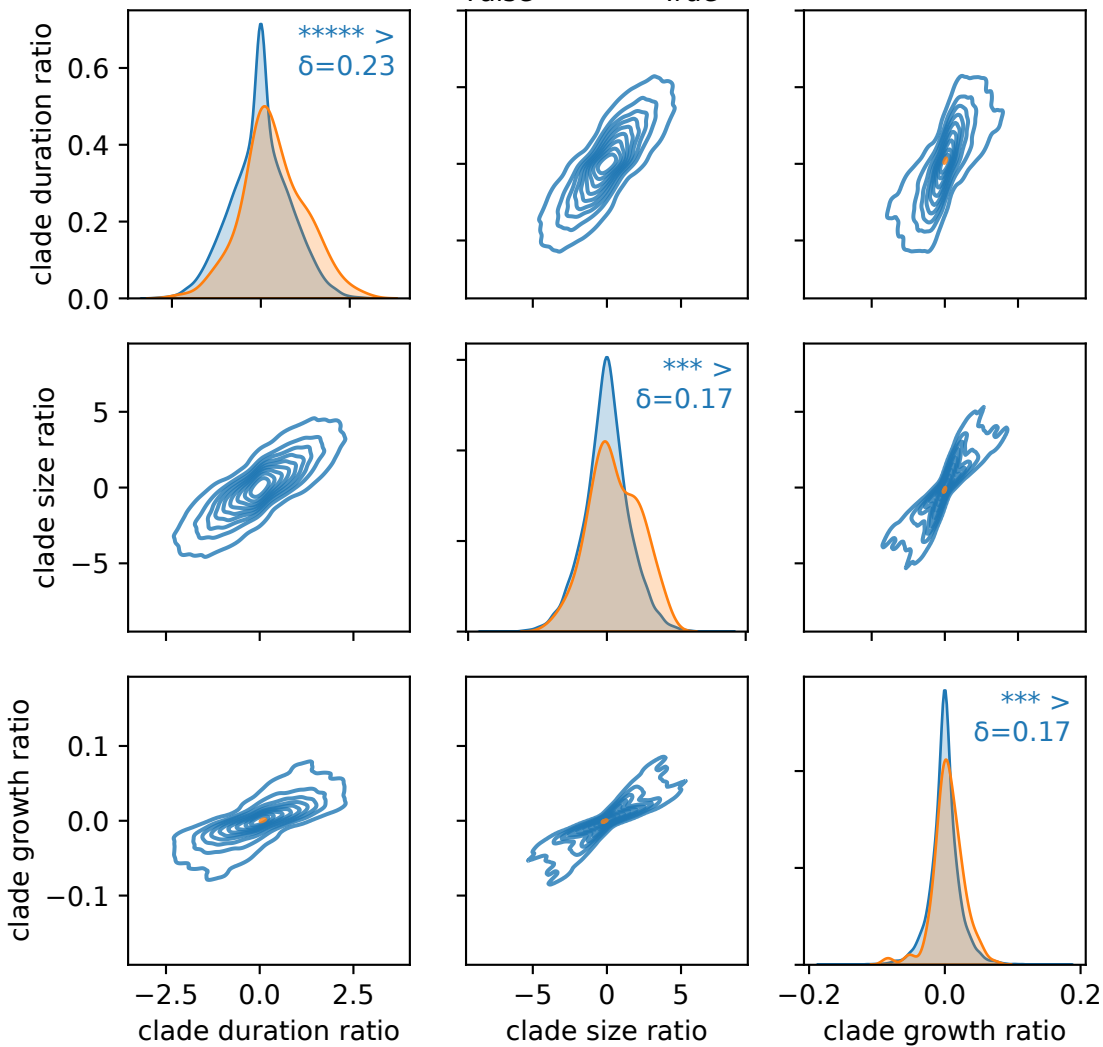 ***** >
δ=0.23
clade duration ratio
0.6
0.4
0.2
0.0
*** >
δ=0.17
clade size ratio
5
0
−5
*** >
δ=0.17
clade growth ratio
0.1
0.0
−0.1
−2.5 0.0 2.5
−5 0 5
−0.2 0.0 0.2
clade duration ratio
clade size ratio
clade growth ratio